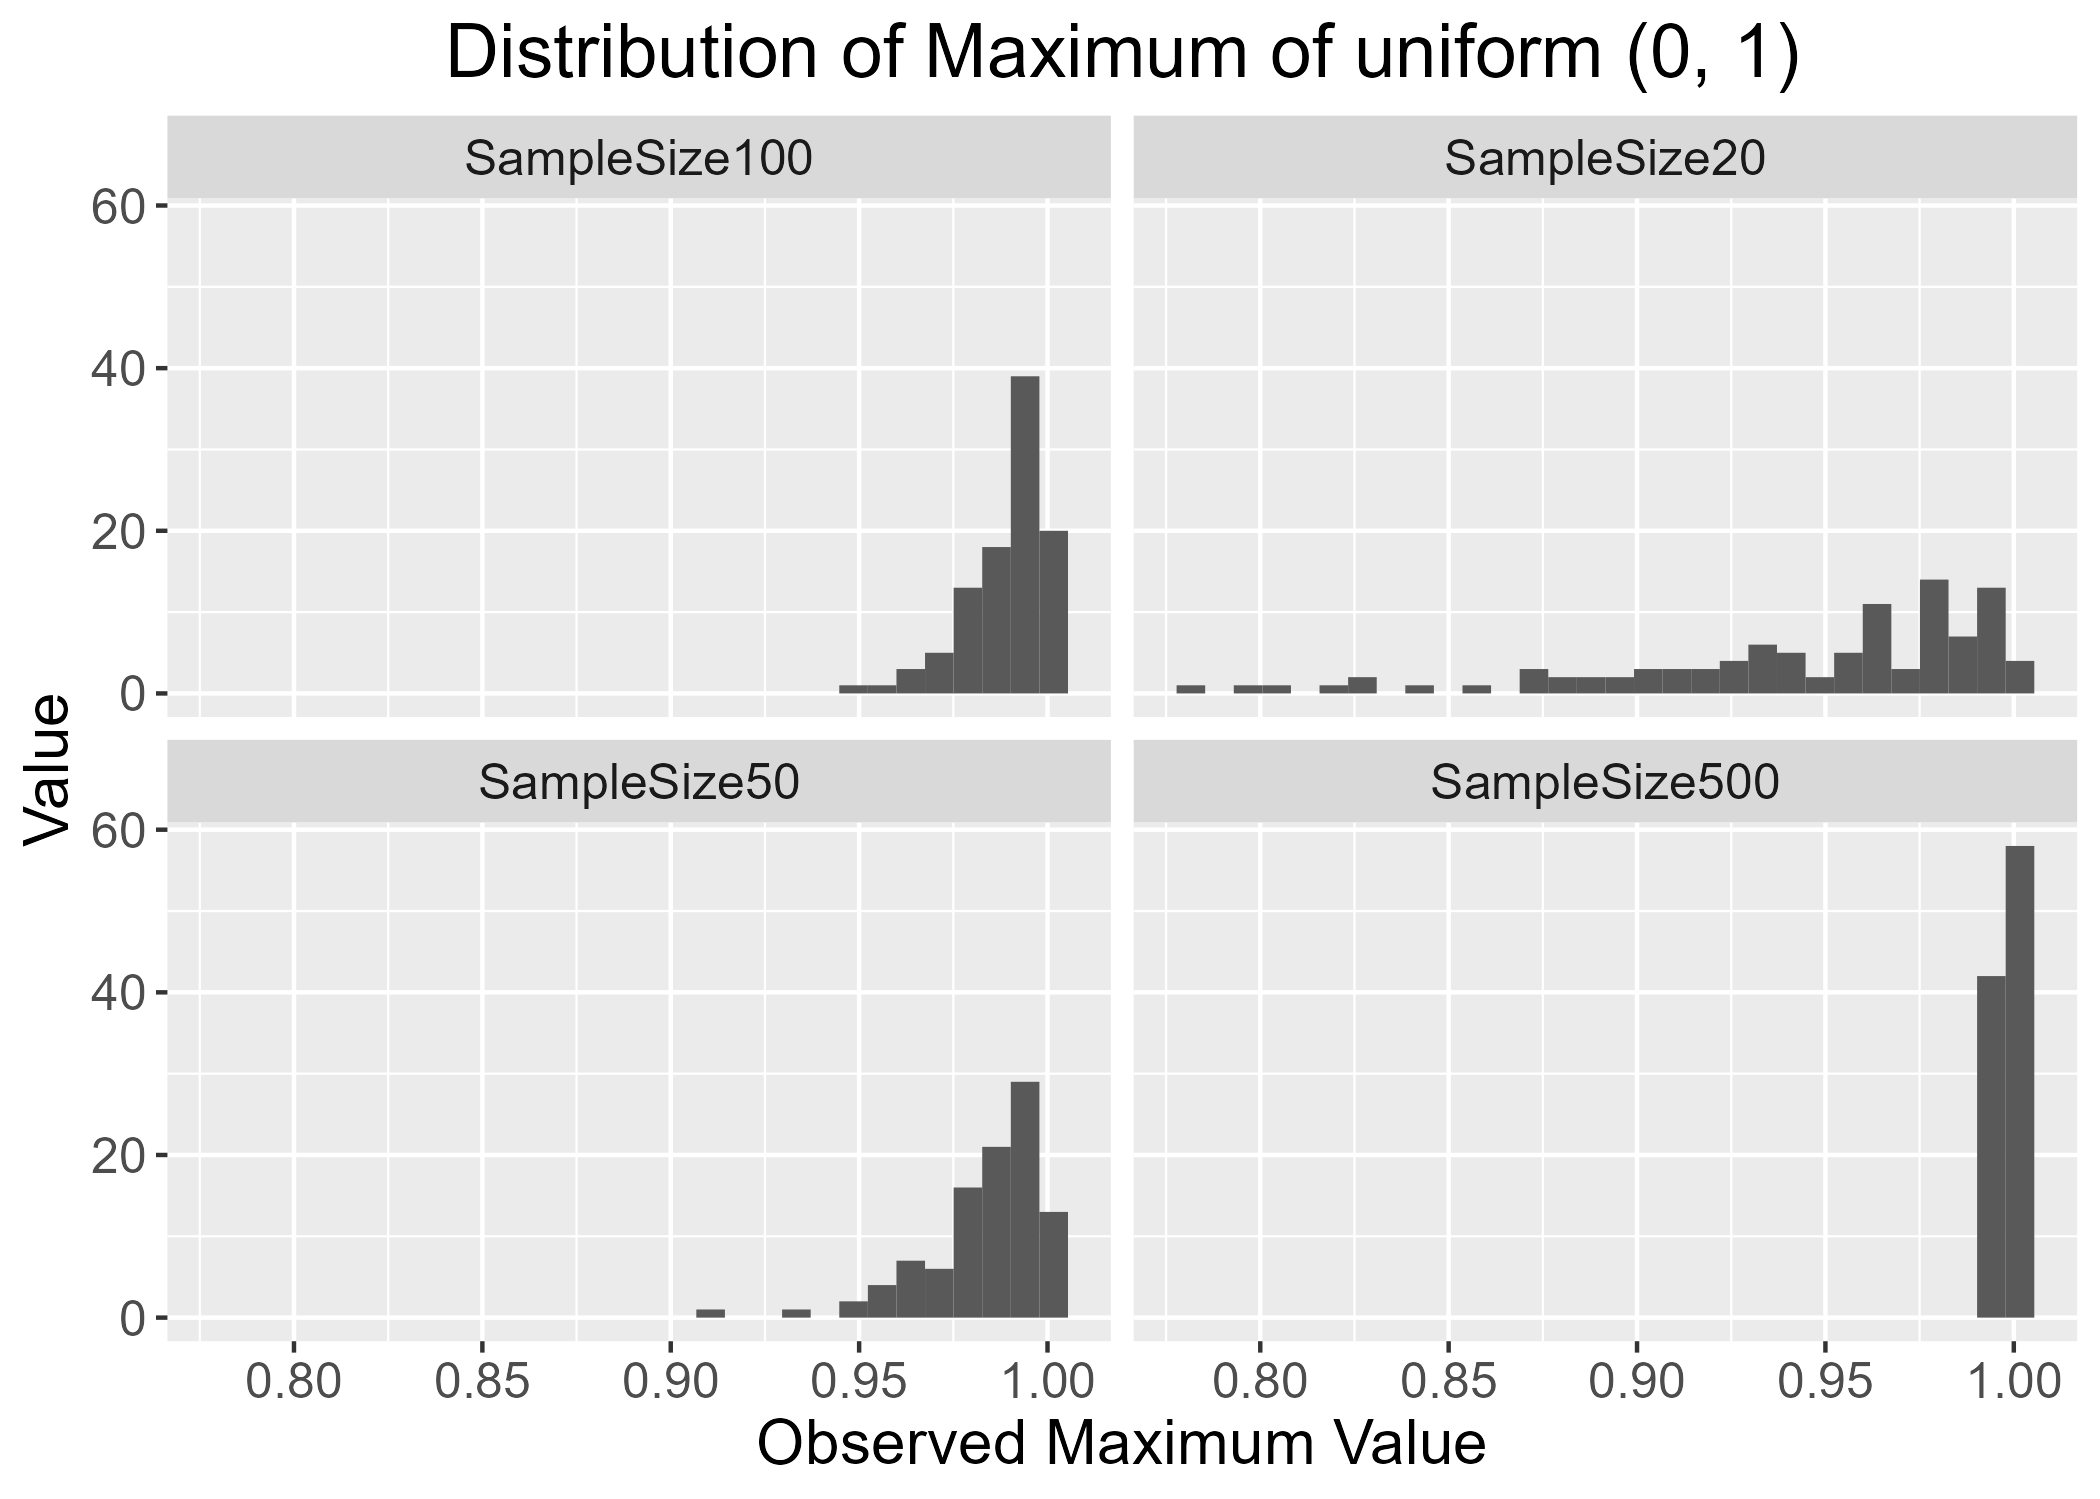 Distribution of Maximum of uniform (0, 1)
SampleSize100
SampleSize20
60
40
20
0
SampleSize50
SampleSize500
60
40
20
0
Value
0.80 0.85 0.90 0.95 1.00
0.80 0.85 0.90 0.95 1.00
Observed Maximum Value